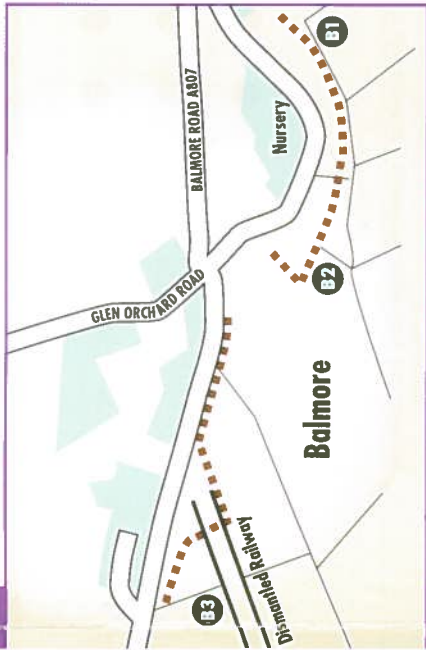 BALMORE ROAD A807
B1
Nursery
GLEN ORCHARD ROAD
B2
Balmore
B3
Dismantled Railway